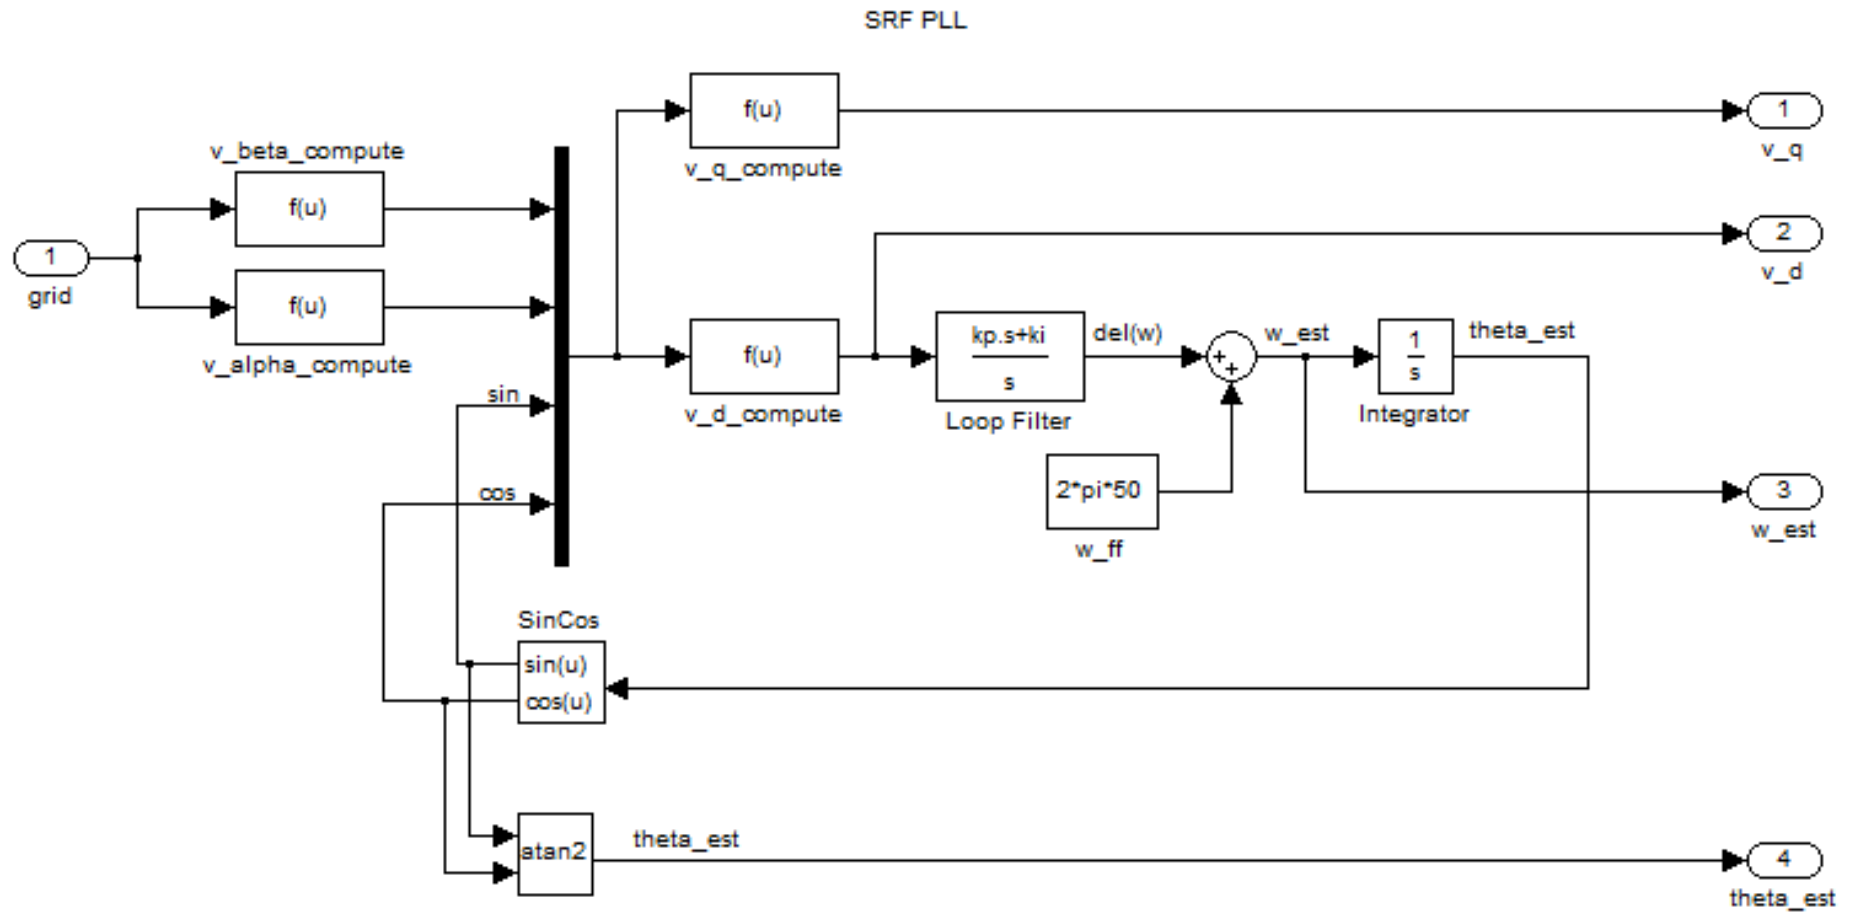 SRF PLL
f(u)
1
v_q_compute
v_q
v_beta_compute
f(u)
1
grid
f(u)
v_alpha_compute
2
v_d
f(u)
v_d_compute
kp.s+ki
s
Loop Filter
del(w)
+
+
w_est
1
s
Integrator
theta_est
sin
cos
2*pi*50
w_ff
3
w_est
SinCos
sin(u)
cos(u)
atan2
theta_est
4
theta_est